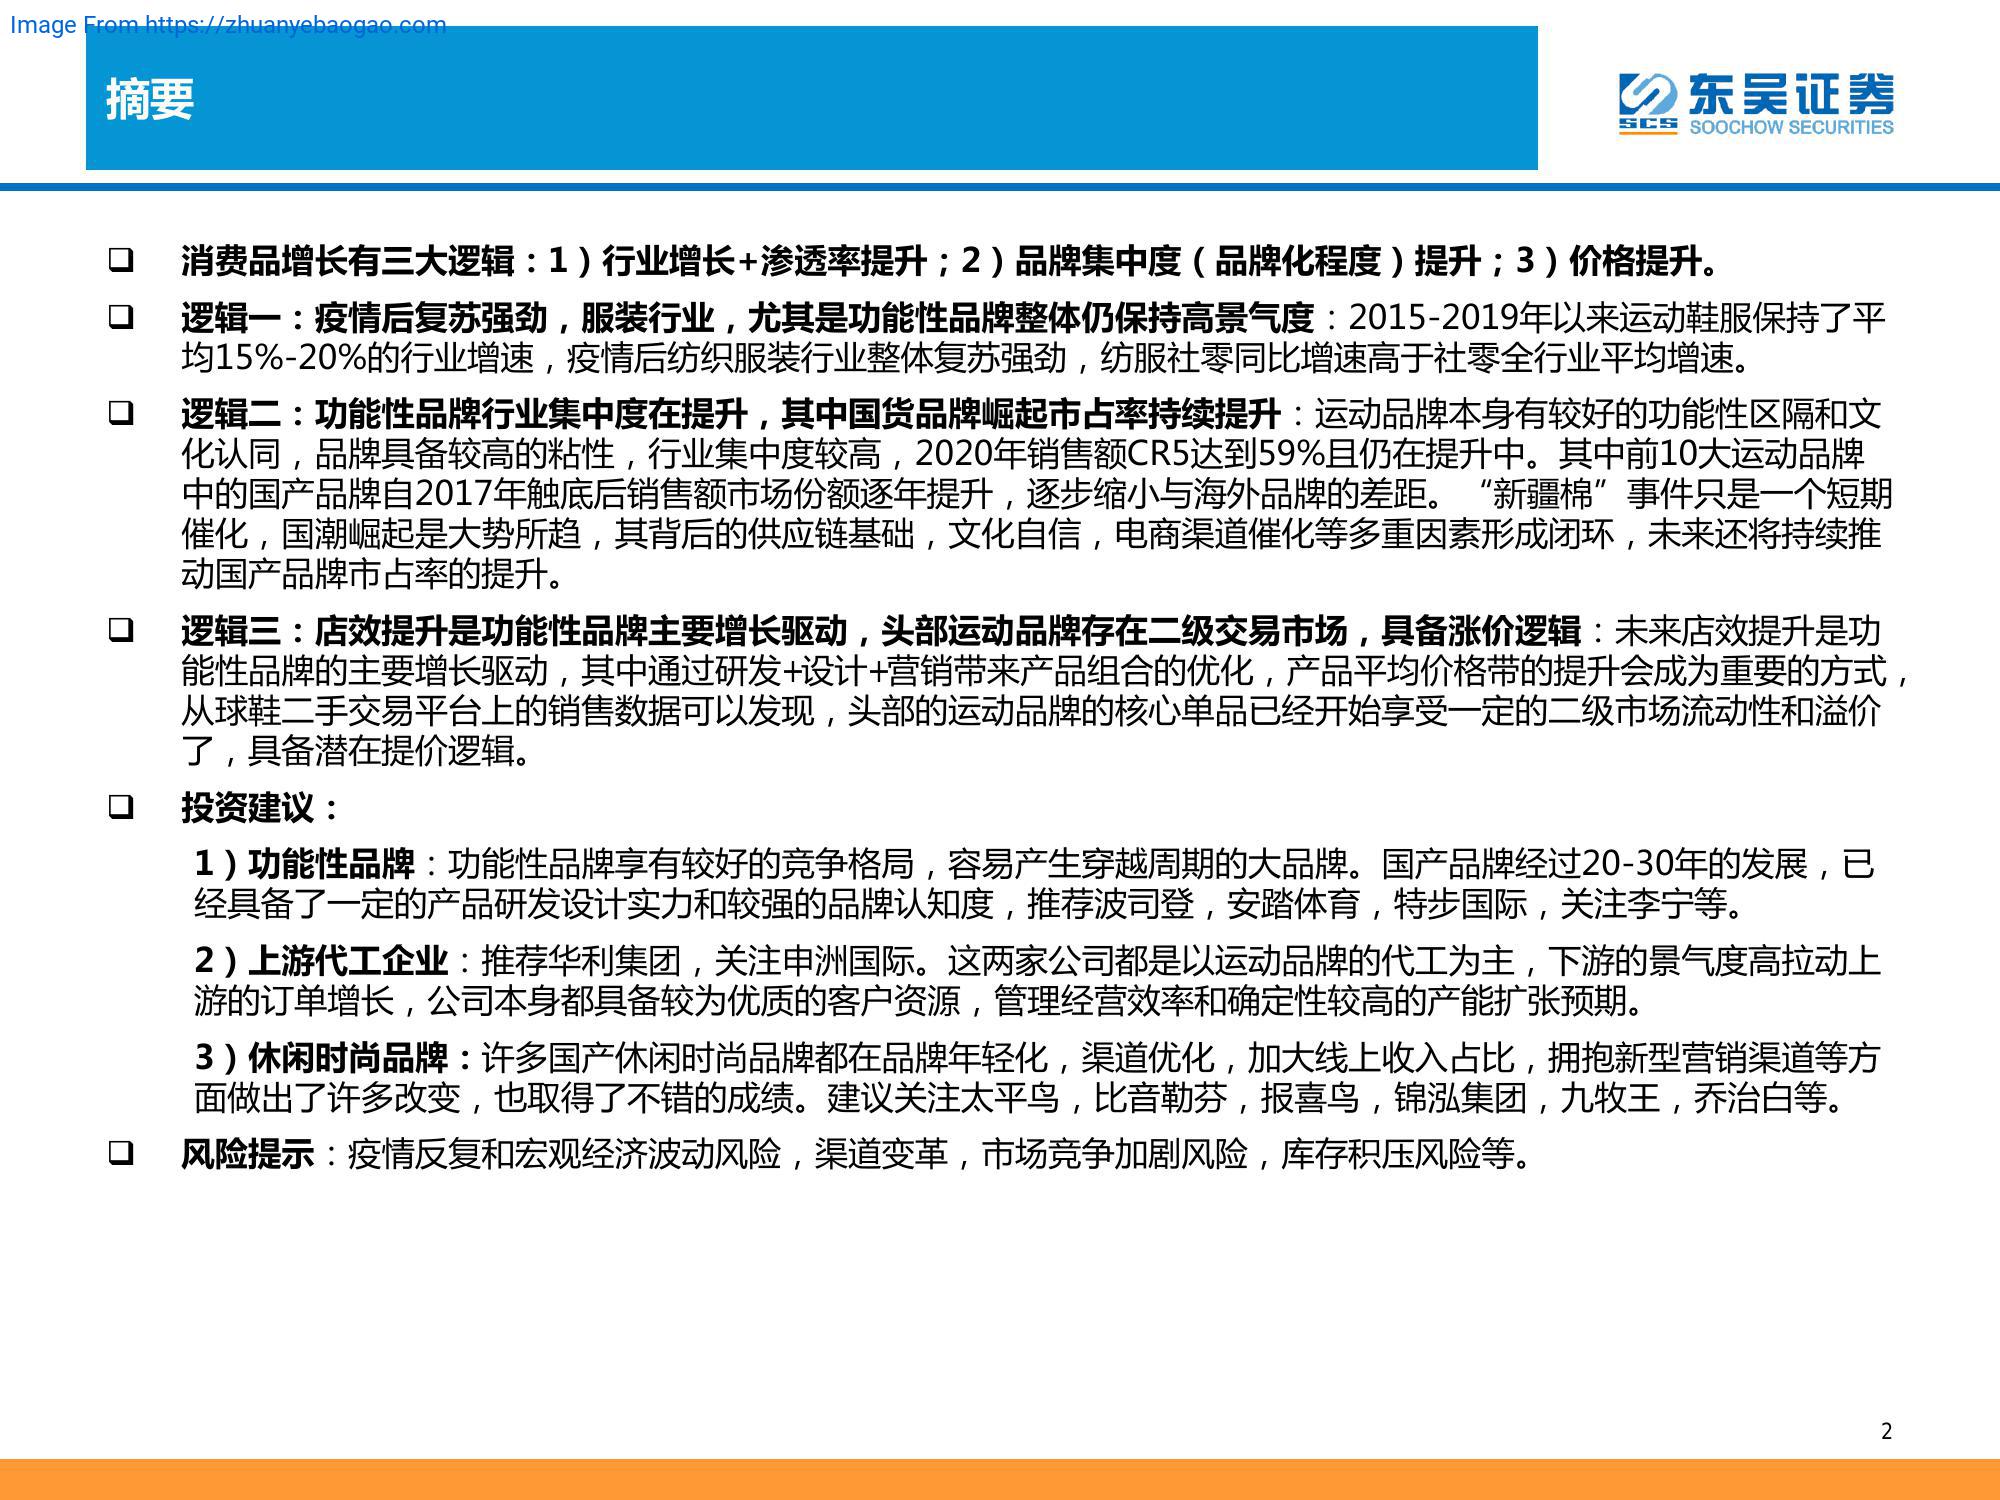 Image From https://zhuanyebaogao.com
摘要
东吴证券
SCS
SOOCHOW SECURITIES
消费品增长有三大逻辑：1）行业增长+渗透率提升；2）品牌集中度（品牌化程度）提升；3）价格提升。
逻辑一：疫情后复苏强劲，服装行业，尤其是功能性品牌整体仍保持高景气度：2015-2019年以来运动鞋服保持了平
均15%-20%的行业增速，疫情后纺织服装行业整体复苏强劲，纺服社零同比增速高于社零全行业平均增速。
逻辑二：功能性品牌行业集中度在提升，其中国货品牌崛起市占率持续提升：运动品牌本身有较好的功能性区隔和文
化认同，品牌具备较高的粘性，行业集中度较高，2020年销售额CR5达到59%且仍在提升中。其中前10大运动品牌
中的国产品牌自2017年触底后销售额市场份额逐年提升，逐步缩小与海外品牌的差距。“新疆棉”事件只是一个短期
催化，国潮崛起是大势所趋，其背后的供应链基础，文化自信，电商渠道催化等多重因素形成闭环，未来还将持续推
动国产品牌市占率的提升。
逻辑三：店效提升是功能性品牌主要增长驱动，头部运动品牌存在二级交易市场，具备涨价逻辑：未来店效提升是功
能性品牌的主要增长驱动，其中通过研发+设计+营销带来产品组合的优化，产品平均价格带的提升会成为重要的方式，
从球鞋二手交易平台上的销售数据可以发现，头部的运动品牌的核心单品已经开始享受一定的二级市场流动性和溢价
了，具备潜在提价逻辑。
投资建议：
1）功能性品牌：功能性品牌享有较好的竞争格局，容易产生穿越周期的大品牌。国产品牌经过20-30年的发展，已
经具备了一定的产品研发设计实力和较强的品牌认知度，推荐波司登，安踏体育，特步国际，关注李宁等。
2）上游代工企业：推荐华利集团，关注申洲国际。这两家公司都是以运动品牌的代工为主，下游的景气度高拉动上
游的订单增长，公司本身都具备较为优质的客户资源，管理经营效率和确定性较高的产能扩张预期。
3）休闲时尚品牌：许多国产休闲时尚品牌都在品牌年轻化，渠道优化，加大线上收入占比，拥抱新型营销渠道等方
面做出了许多改变，也取得了不错的成绩。建议关注太平鸟，比音勒芬，报喜鸟，锦泓集团，九牧王，乔治白等。
风险提示：疫情反复和宏观经济波动风险，渠道变革，市场竞争加剧风险，库存积压风险等。
2